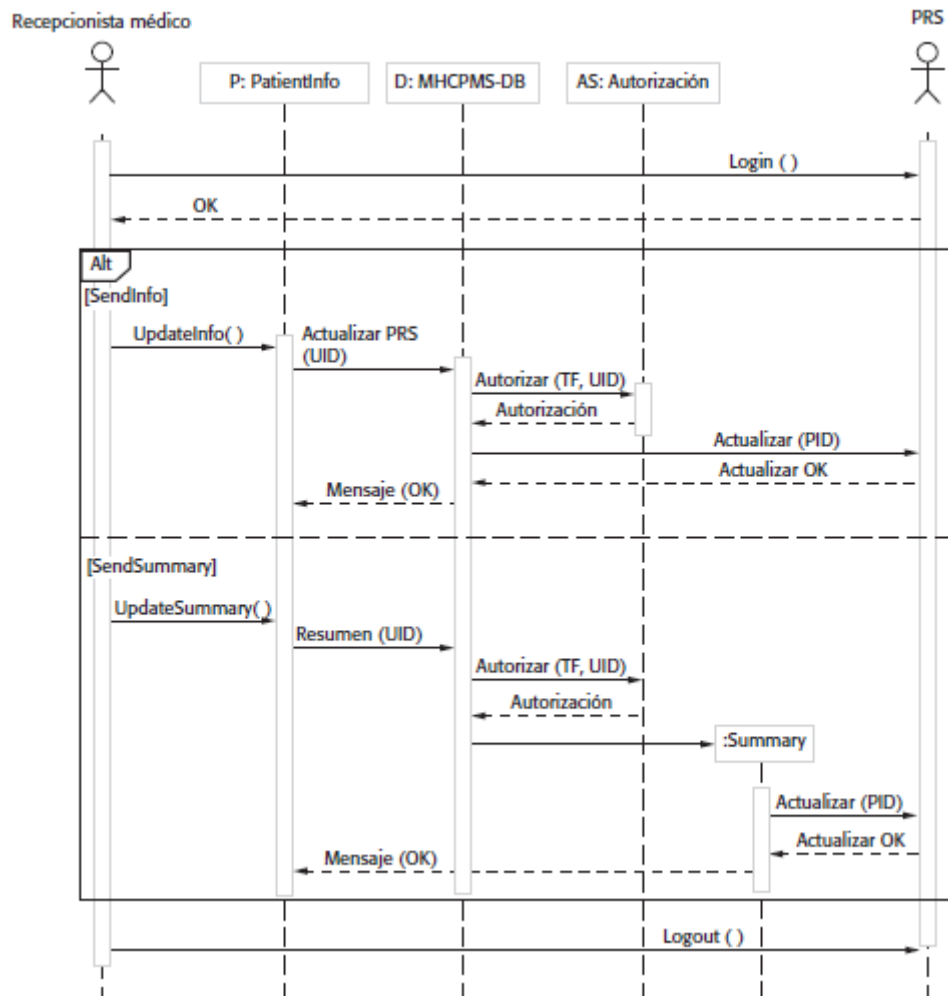 Recepcionista médico
PRS
P: PatientInfo
D: MHCPMS-DB
AS: Autorización
Login ( )
OK
Alt
[SendInfo]
UpdateInfo( )
Actualizar PRS
(UID)
Autorizar (TF, UID)
Autorización
Actualizar (PID)
Actualizar OK
Mensaje (OK)
[SendSummary]
UpdateSummary( )
Resumen (UID)
Autorizar (TF, UID)
Autorización
:Summary
Actualizar (PID)
Actualizar OK
Mensaje (OK)
Logout ( )